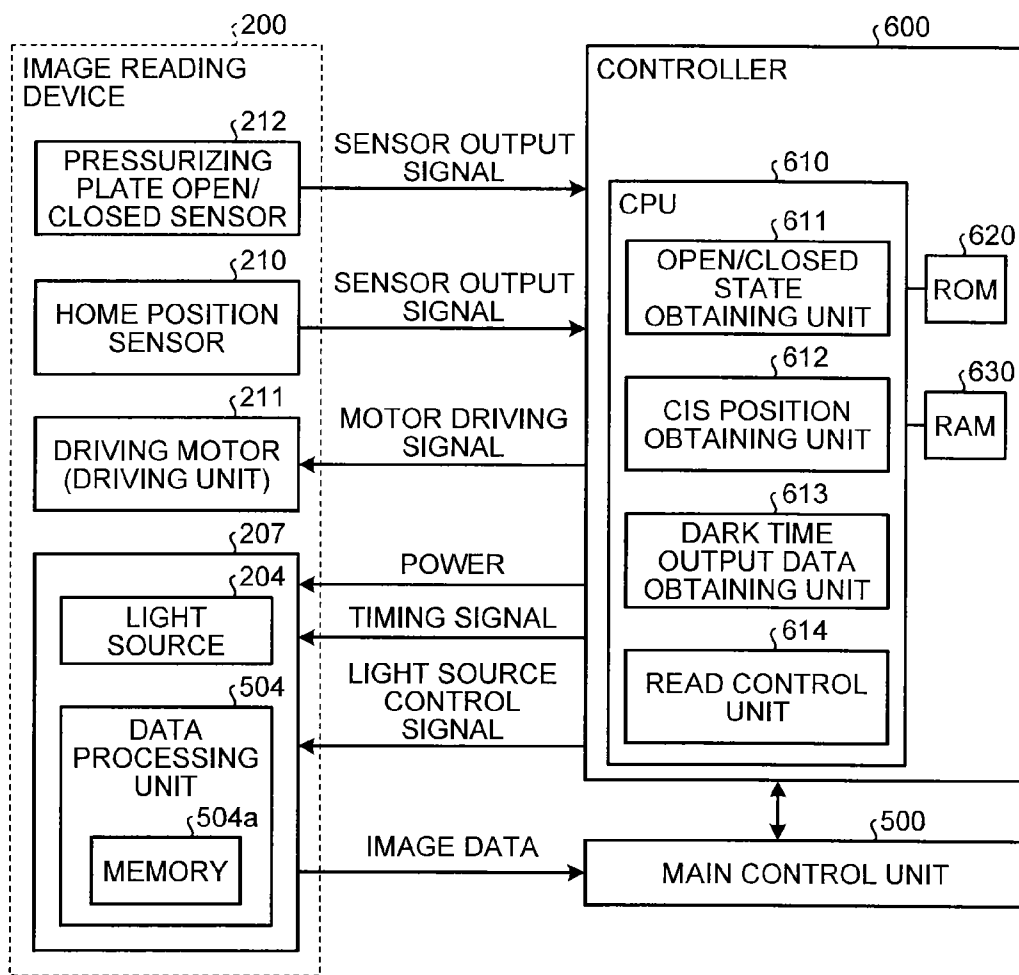 200
IMAGE READING
DEVICE
212
PRESSURIZING
PLATE OPEN/
CLOSED SENSOR
210
HOME POSITION
SENSOR
211
DRIVING MOTOR
(DRIVING UNIT)
207
204
LIGHT
SOURCE
504
DATA
PROCESSING
UNIT
504a
MEMORY
SENSOR OUTPUT
SIGNAL
SENSOR OUTPUT
SIGNAL
MOTOR DRIVING
SIGNAL
POWER
TIMING SIGNAL
LIGHT SOURCE
CONTROL
SIGNAL
IMAGE DATA
600
CONTROLLER
610
CPU
611
OPEN/CLOSED
STATE
OBTAINING UNIT
612
CIS POSITION
OBTAINING UNIT
613
DARK TIME
OUTPUT DATA
OBTAINING UNIT
614
READ CONTROL
UNIT
620
ROM
630
RAM
500
MAIN CONTROL UNIT